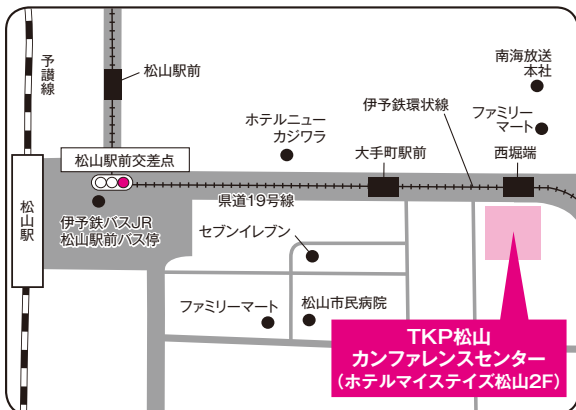 予讃線
松山駅前
南海放送
本社
伊予鉄環状線
ファミリー
マート
ホテルニュー
カジワラ
松山駅前交差点
大手町駅前
西堀端
松山駅
県道19号線
伊予鉄バスJR
松山駅前バス停
セブンイレブン
ファミリーマート
松山市民病院
TKP松山
カンファレンスセンター
(ホテルマイステイズ松山2F)